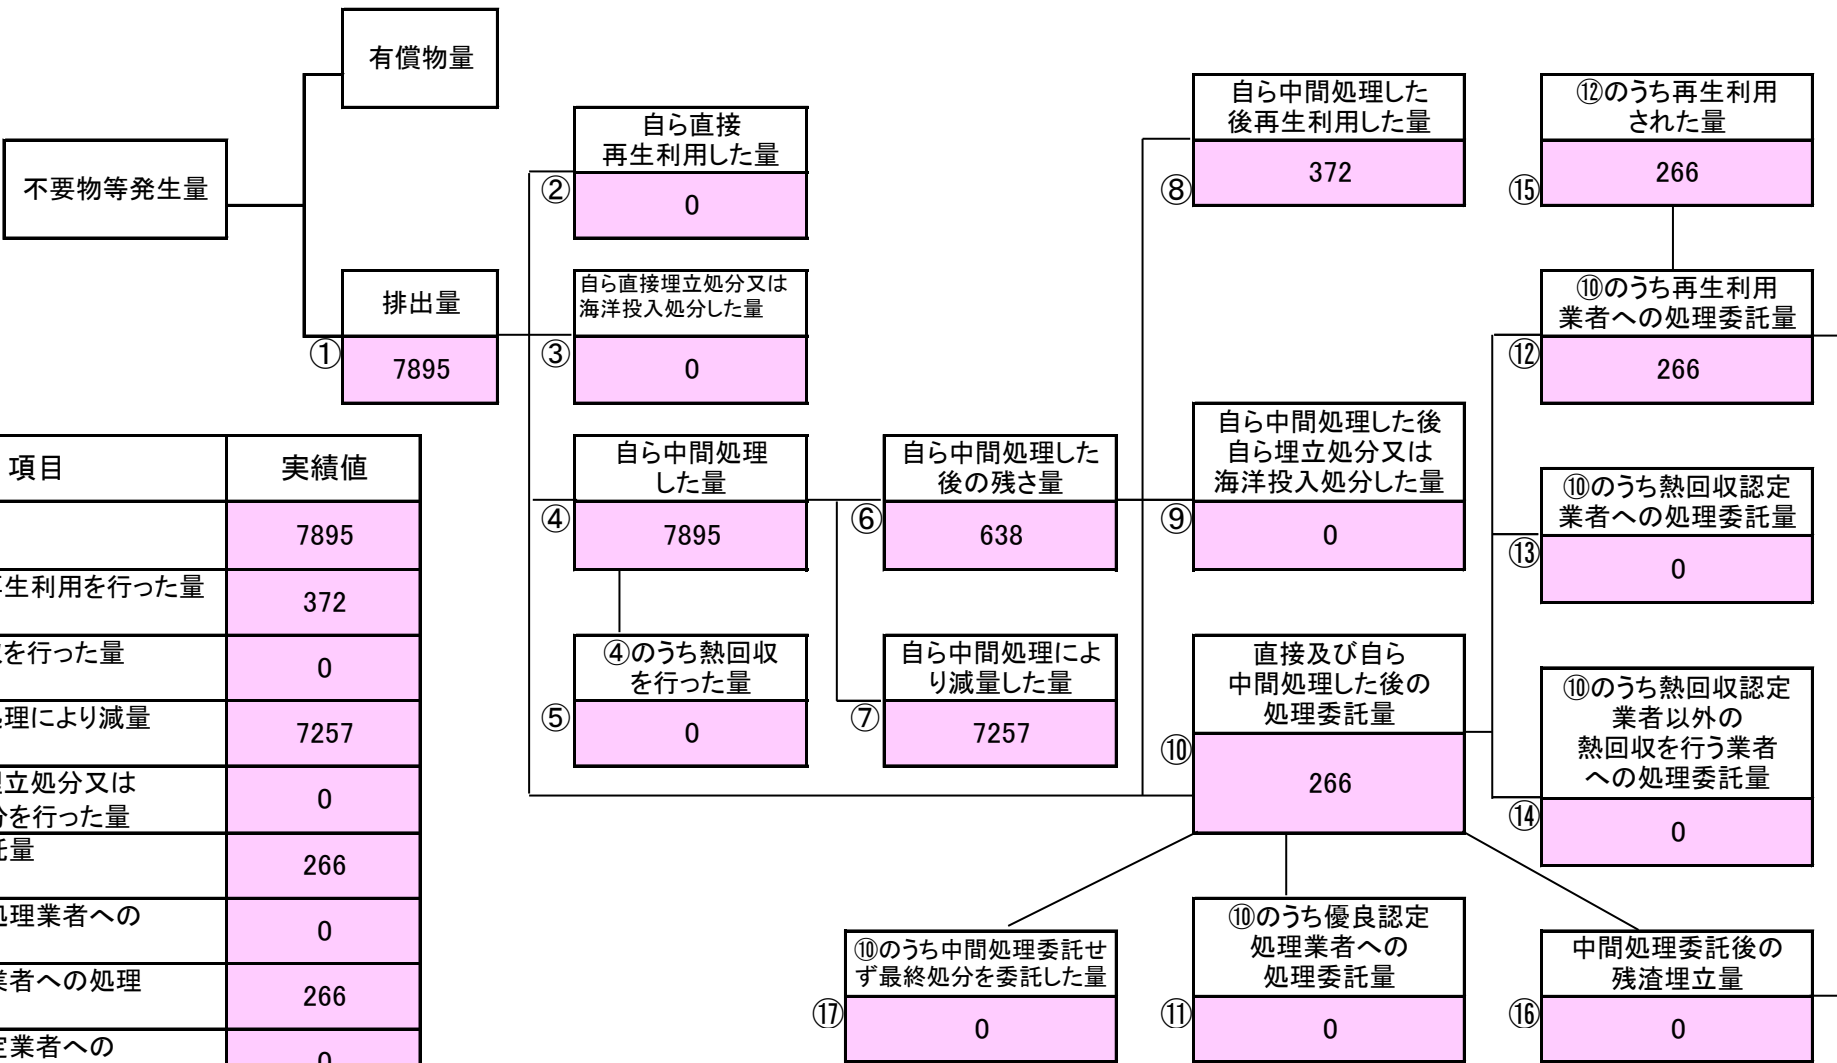 有償物量
不要物等発生量
排出量
①
7895
自ら直接
再生利用した量
②
0
自ら直接埋立処分又は
海洋投入処分した量
③
0
自ら中間処理
した量
④
7895
④のうち熱回収
を行った量
⑤
0
自ら中間処理した
後の残さ量
⑥
638
自ら中間処理によ
り減量した量
⑦
7257
自ら中間処理した
後再生利用した量
⑧
372
自ら中間処理した後
自ら埋立処分又は
海洋投入処分した量
⑨
0
直接及び自ら
中間処理した後の
処理委託量
⑩
266
⑫のうち再生利用
された量
⑮
266
⑩のうち再生利用
業者への処理委託量
⑫
266
⑩のうち熱回収認定
業者への処理委託量
⑬
0
⑩のうち熱回収認定
業者以外の
熱回収を行う業者
への処理委託量
⑭
0
⑩のうち中間処理委託せ
ず最終処分を委託した量
⑰
0
⑩のうち優良認定
処理業者への
処理委託量
⑪
0
中間処理委託後の
残渣埋立量
⑯
0
項目 実績値
7895
生利用を行った量 372
を行った量 0
理により減量 7257
立処分又は
を行った量 0
量 266
処理業者への 0
業者への処理 266
業者への 0